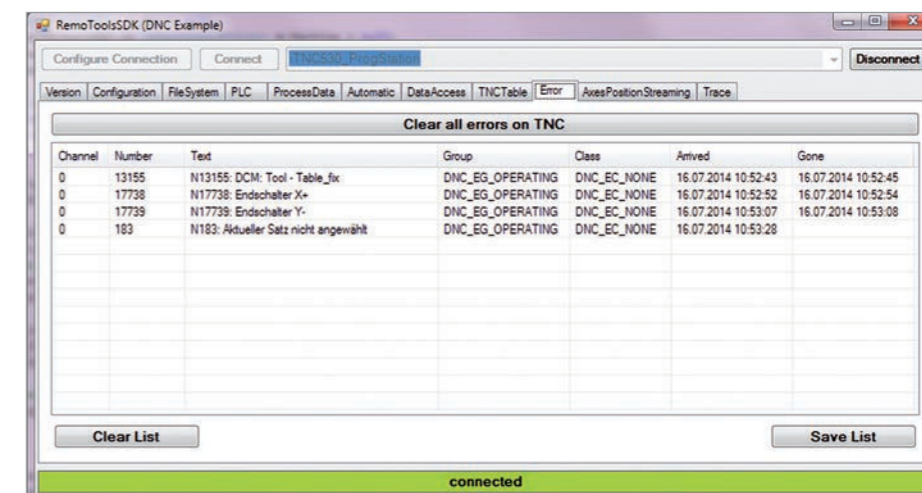 RemoToolsSDK (DNC Example)
Configure Connection Connect iTNC530_ProgStation Disconnect
Version Configuration FileSystem PLC ProcessData Automatic DataAccess TNCTable Error AxesPositionStreaming Trace
Clear all errors on TNC
Channel Number Text Group Class Arrived Gone
0 13155 N13155: DCM: Tool - Table_fix DNC_EG_OPERATING DNC_EC_NONE 16.07.2014 10:52:43 16.07.2014 10:52:45
0 17738 N17738: Endschalter X+ DNC_EG_OPERATING DNC_EC_NONE 16.07.2014 10:52:52 16.07.2014 10:52:54
0 17739 N17739: Endschalter Y- DNC_EG_OPERATING DNC_EC_NONE 16.07.2014 10:53:07 16.07.2014 10:53:08
0 183 N183: Aktueller Satz nicht angewählt DNC_EG_OPERATING DNC_EC_NONE 16.07.2014 10:53:28
Clear List Save List
connected